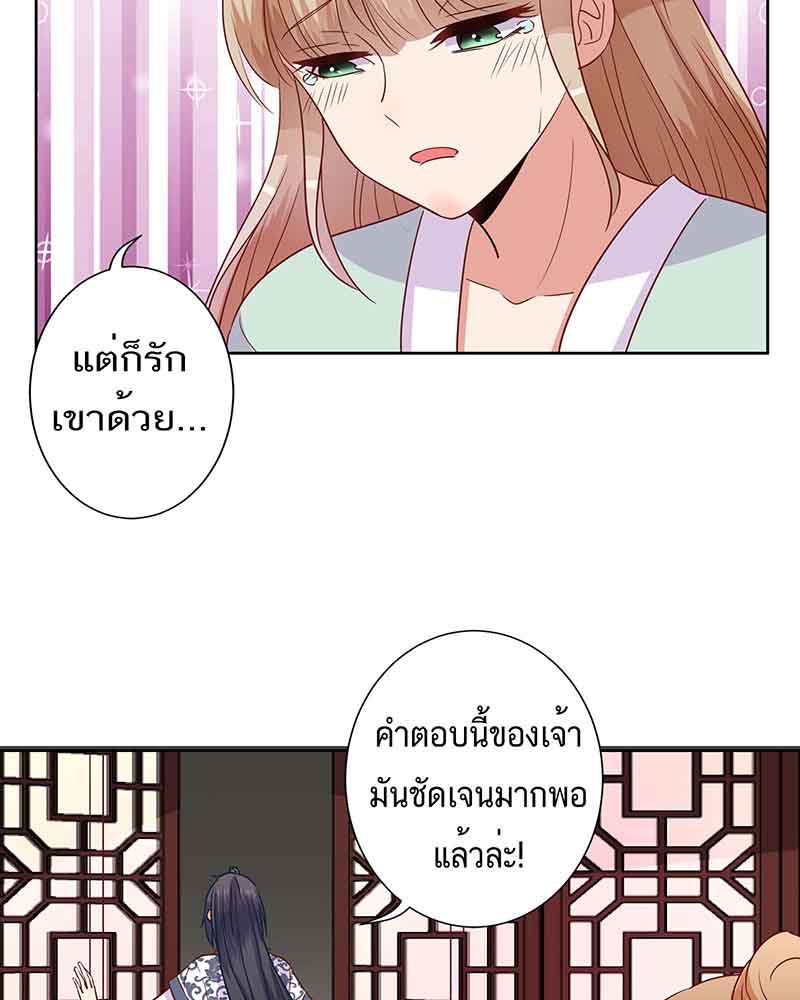 แต่ก็รัก
เขาด้วย...
คำตอบนี้ของเจ้า
มันชัดเจนมากพอ
แล้วล่ะ!